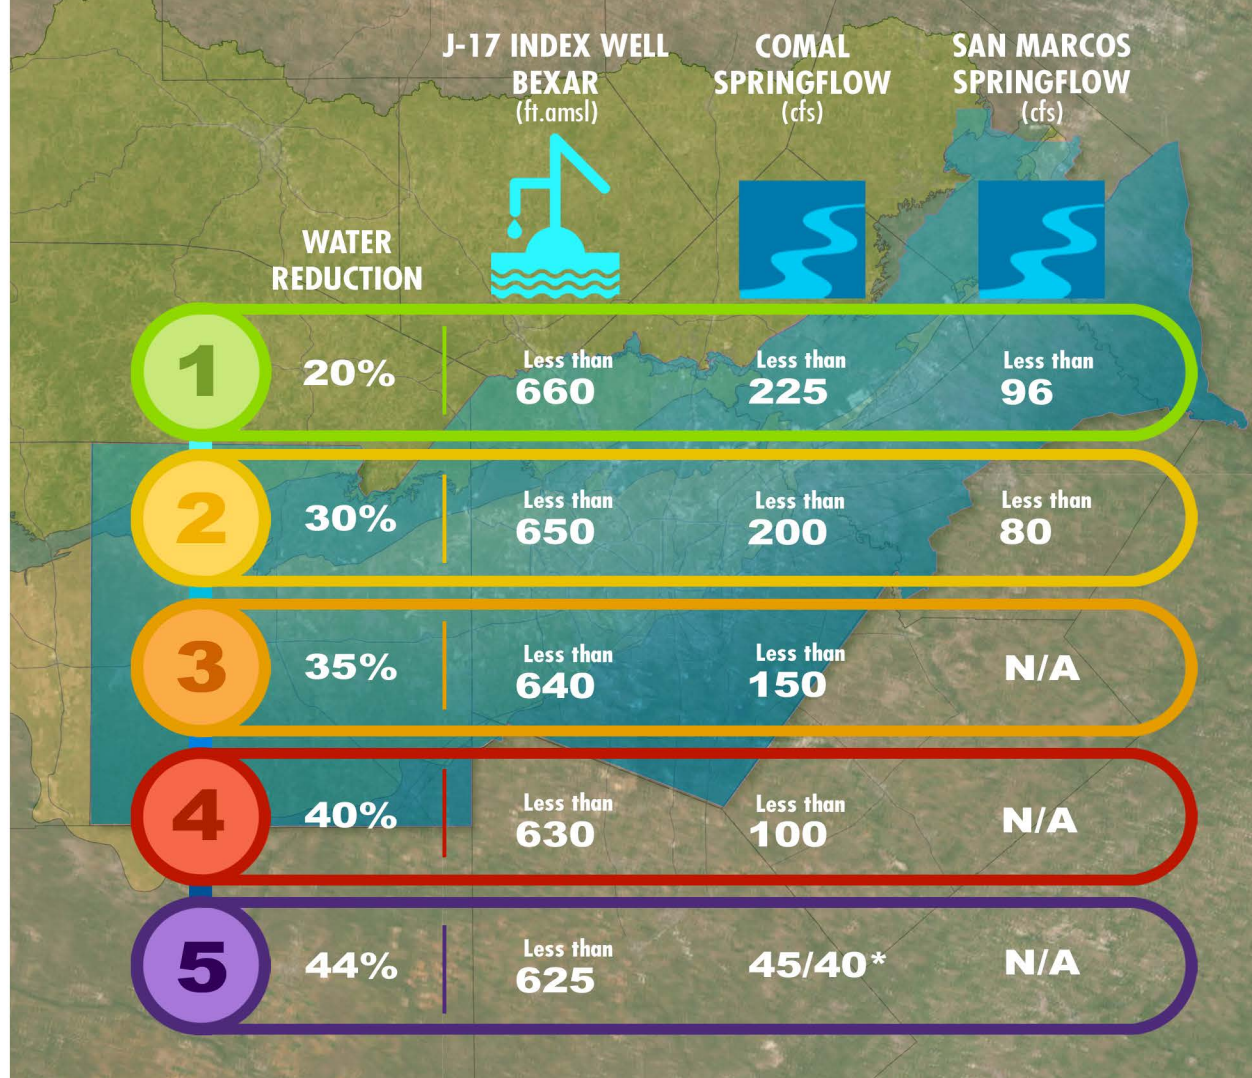 J-17 INDEX WELL
BEXAR
(ft.amsl)
COMAL
SPRINGFLOW
(cfs)
SAN MARCOS
SPRINGFLOW
(cfs)
WATER
REDUCTION
1
20%
Less than
660
Less than
225
Less than
96
2
30%
Less than
650
Less than
200
Less than
80
3
35%
Less than
640
Less than
150
N/A
4
40%
Less than
630
Less than
100
N/A
5
44%
Less than
625
45/40*
N/A